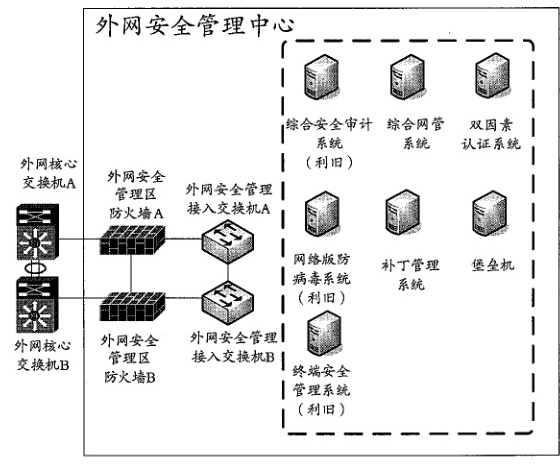 外网安全管理中心
综合安全审计
系统
(利旧)
综合网管
系统
双因素
认证系统
外网核心
交换机A
外网安全
管理区
防火墙A
外网安全管理
接入交换机A
网络版防
病毒系统
(利旧)
补丁管理
系统
堡垒机
外网核心
交换机B
外网安全
管理区
防火墙B
外网安全管理
接入交换机B
终端安全
管理系统
(利旧)